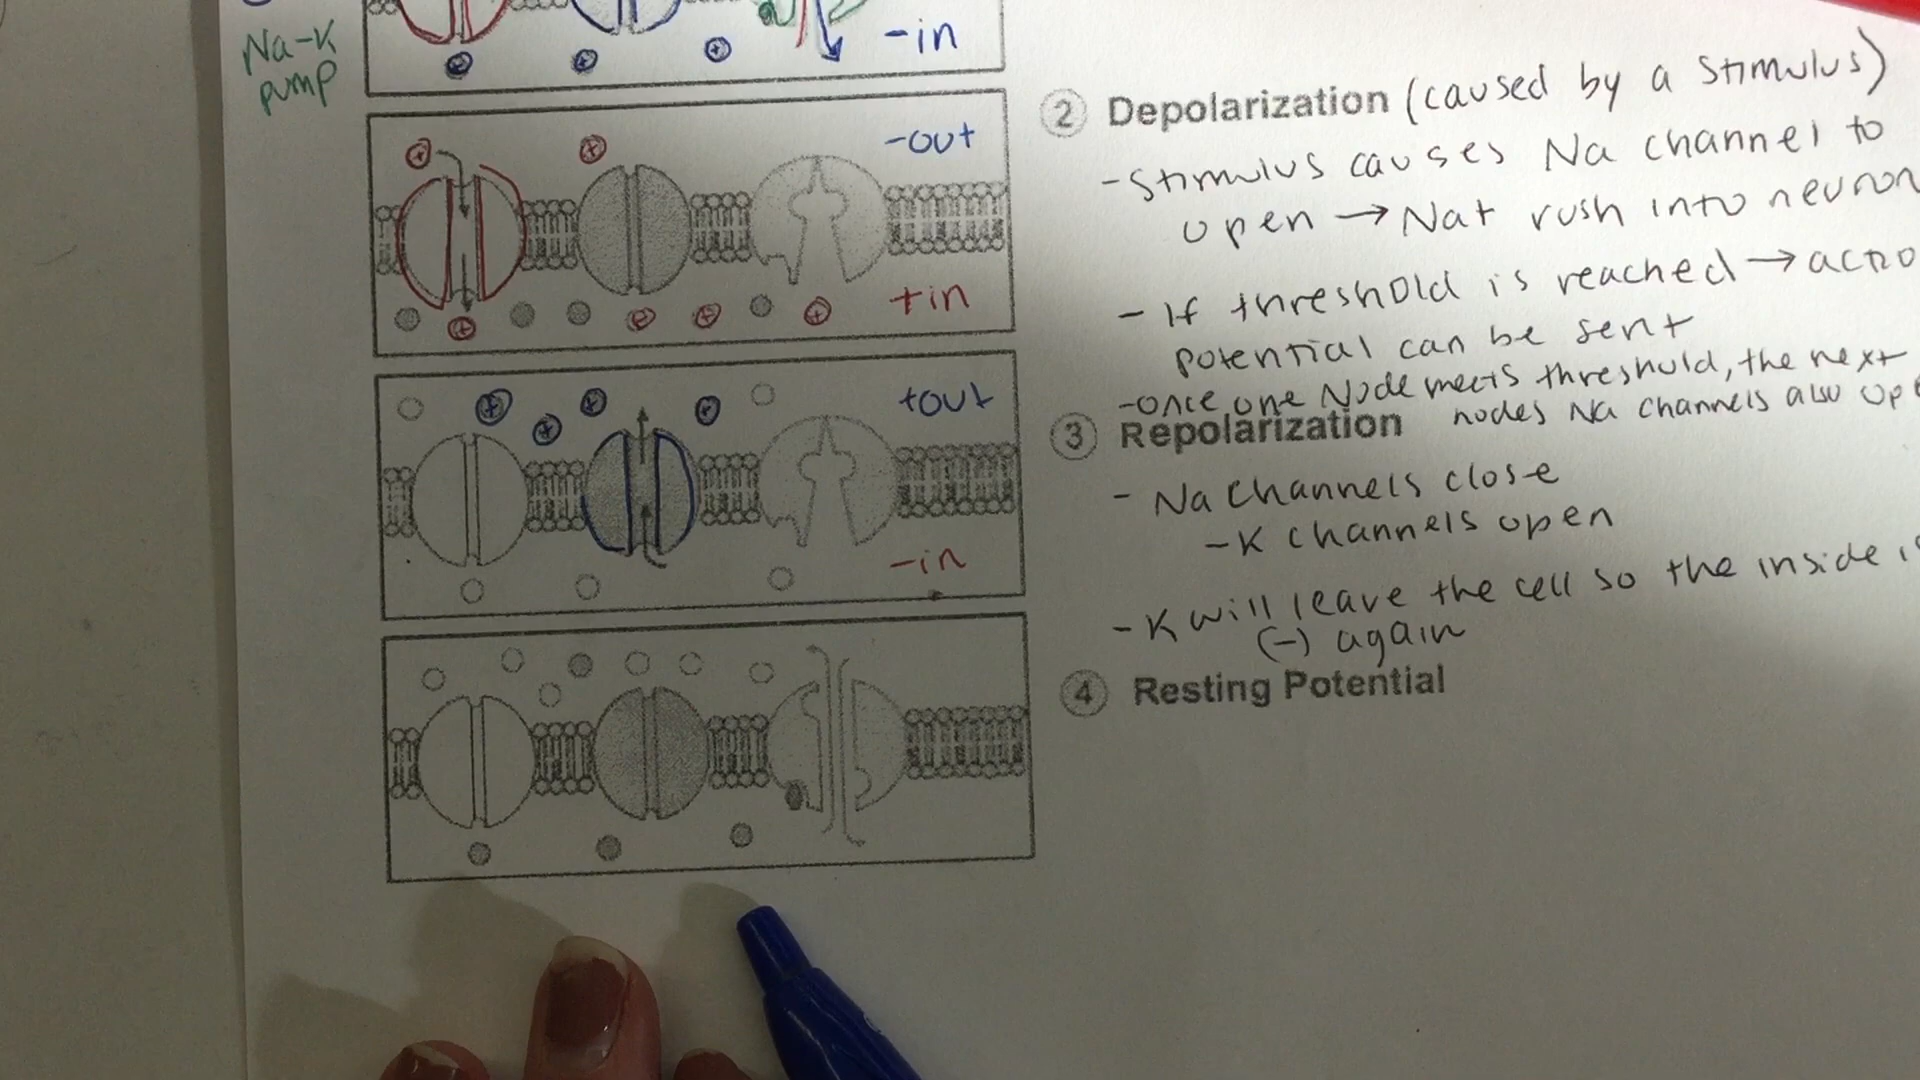 Na-K
pump
-in
-out
+in
+out
-in
2 Depolarization (caused by a stimulus)
-Stimulus causes Na channel to
open → Na+ rush into neuron
- If threshold is reached →
potential can be sent
-once one Node meets threshold, the next
nodes Na channels also
3 Repolarization
- Na channels close
-K channels open
- K will leave the cell so the inside
(-) again
4 Resting Potential